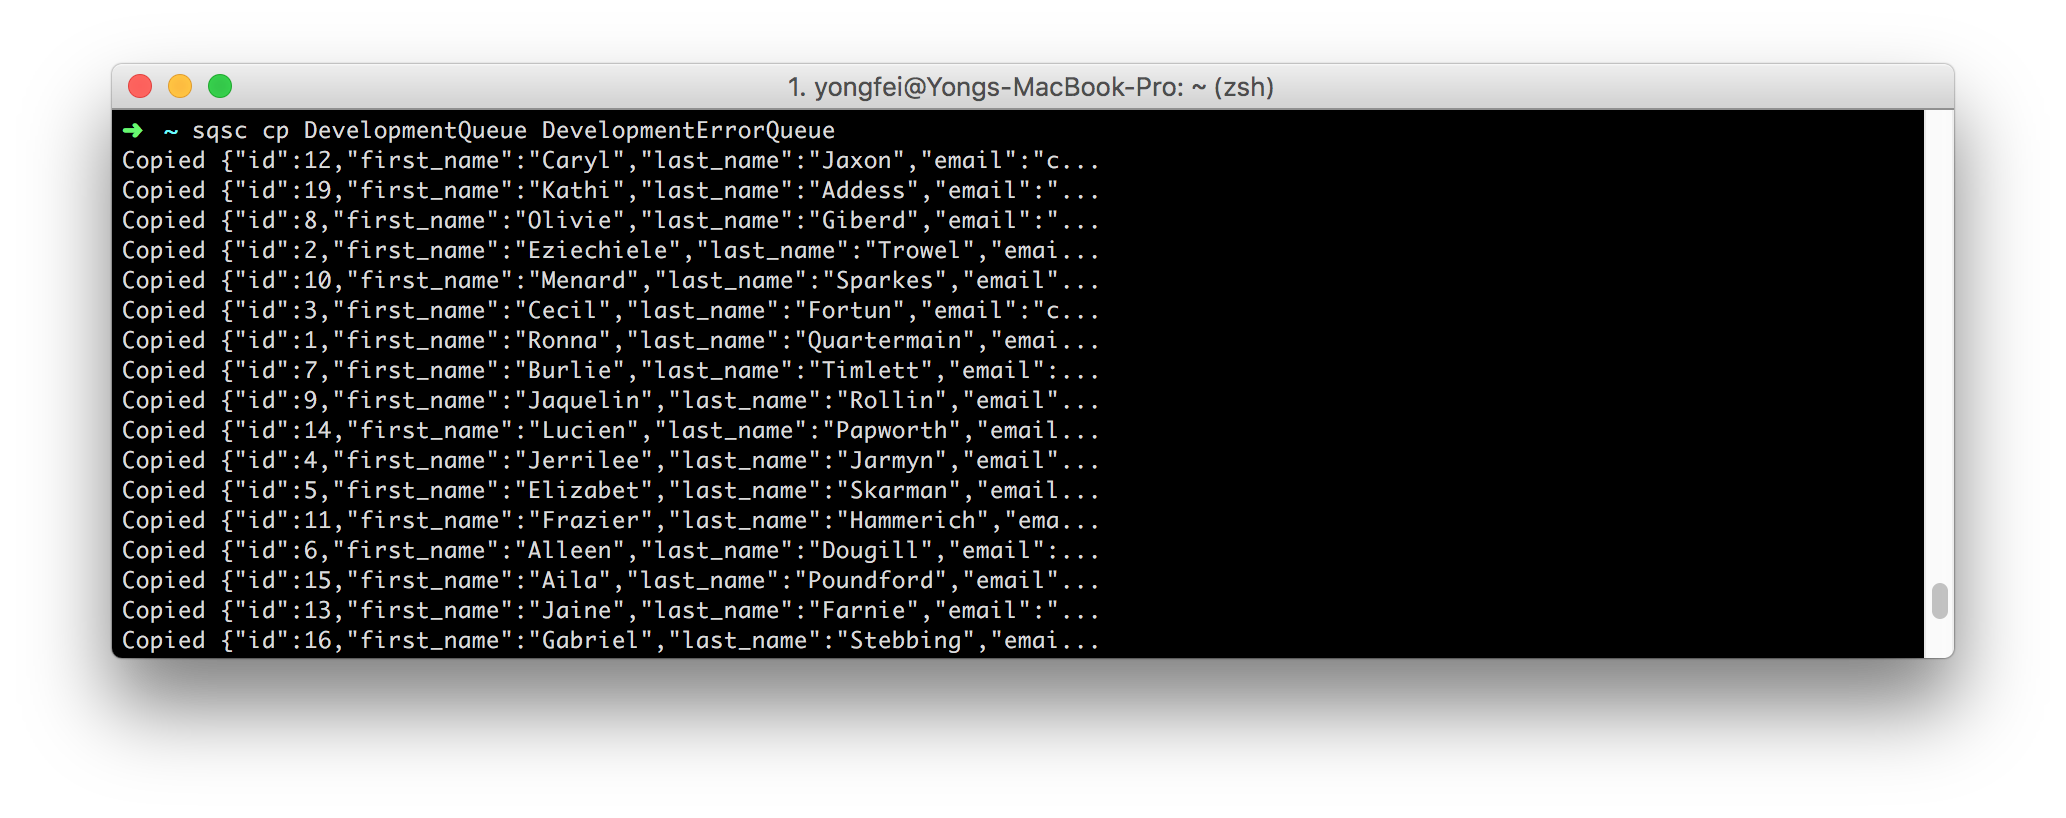 1. yongfei@Yongs-MacBook-Pro: ~ (zsh)
➜ ~ sqsc cp DevelopmentQueue DevelopmentErrorQueue
Copied {"id":12,"first_name":"Caryl","last_name":"Jaxon","email":"c...
Copied {"id":19,"first_name":"Kathi","last_name":"Addess","email":"...
Copied {"id":8,"first_name":"Olivie","last_name":"Giberd","email":"...
Copied {"id":2,"first_name":"Eziechiele","last_name":"Trowel","emai...
Copied {"id":10,"first_name":"Menard","last_name":"Sparkes","email"...
Copied {"id":3,"first_name":"Cecil","last_name":"Fortun","email":"c...
Copied {"id":1,"first_name":"Ronna","last_name":"Quartermain","emai...
Copied {"id":7,"first_name":"Burlie","last_name":"Timlett","email":...
Copied {"id":9,"first_name":"Jaquelin","last_name":"Rollin","email"...
Copied {"id":14,"first_name":"Lucien","last_name":"Papworth","email...
Copied {"id":4,"first_name":"Jerrilee","last_name":"Jarmyn","email"...
Copied {"id":5,"first_name":"Elizabet","last_name":"Skarman","email...
Copied {"id":11,"first_name":"Frazier","last_name":"Hammerich","ema...
Copied {"id":6,"first_name":"Alleen","last_name":"Dougill","email":...
Copied {"id":15,"first_name":"Aila","last_name":"Poundford","email"...
Copied {"id":13,"first_name":"Jaine","last_name":"Farnie","email":"...
Copied {"id":16,"first_name":"Gabriel","last_name":"Stebbing","emai...